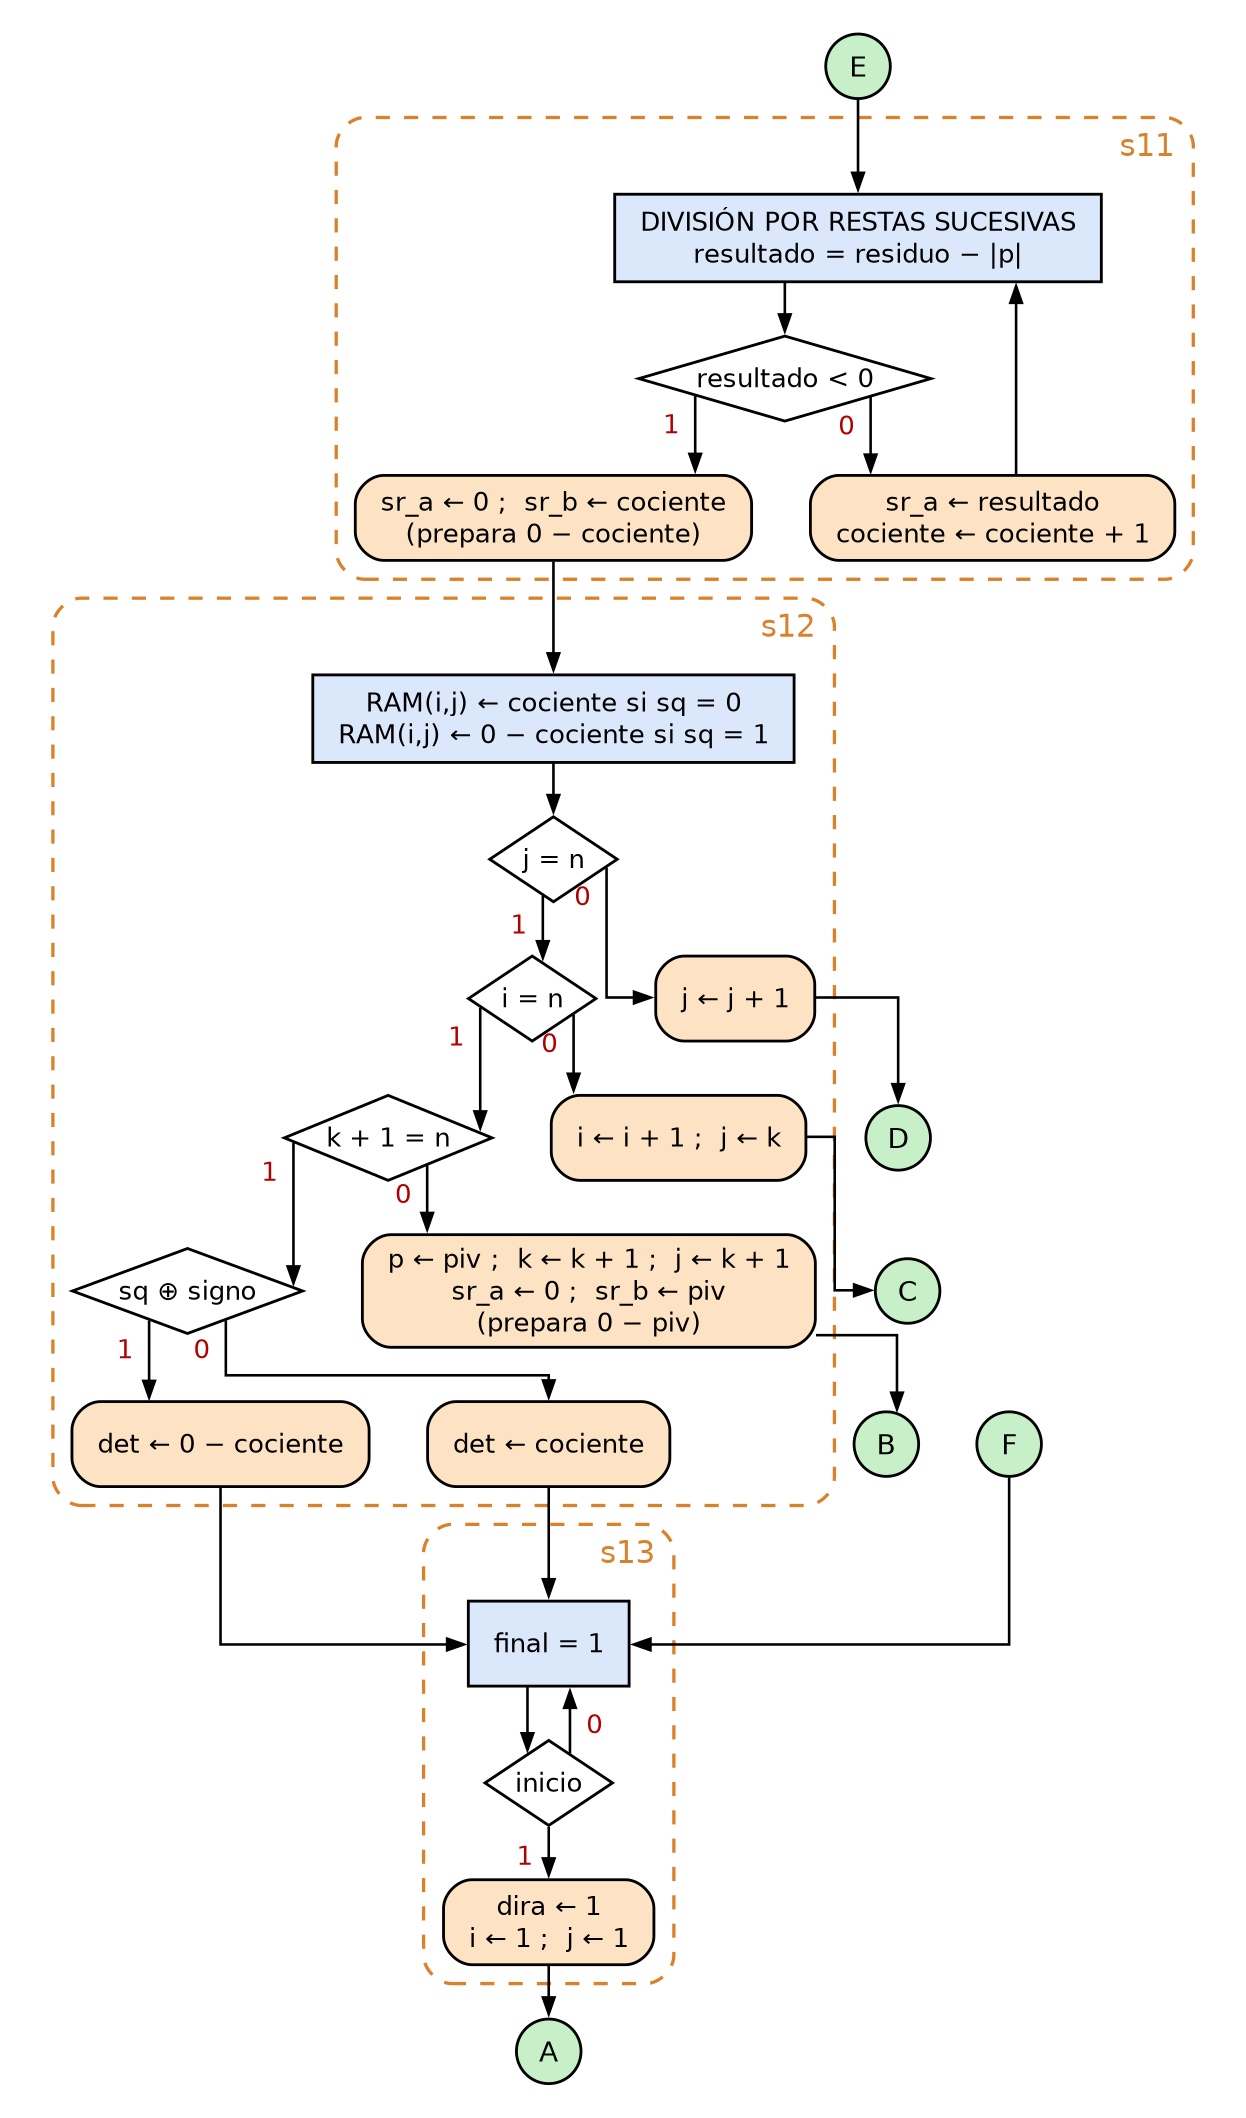 E
s11
DIVISIÓN POR RESTAS SUCESIVAS
resultado = residuo − |p|
resultado < 0
1
0
sr_a ← 0 ;  sr_b ← cociente
(prepara 0 − cociente)
sr_a ← resultado
cociente ← cociente + 1
s12
RAM(i,j) ← cociente si sq = 0
RAM(i,j) ← 0 − cociente si sq = 1
j = n
0
1
i = n
j ← j + 1
1
0
k + 1 = n
i ← i + 1 ;  j ← k
D
1
0
sq ⊕ signo
p ← piv ;  k ← k + 1 ;  j ← k + 1
sr_a ← 0 ;  sr_b ← piv
(prepara 0 − piv)
C
1
0
det ← 0 − cociente
det ← cociente
B
F
s13
final = 1
0
inicio
1
dira ← 1
i ← 1 ;  j ← 1
A